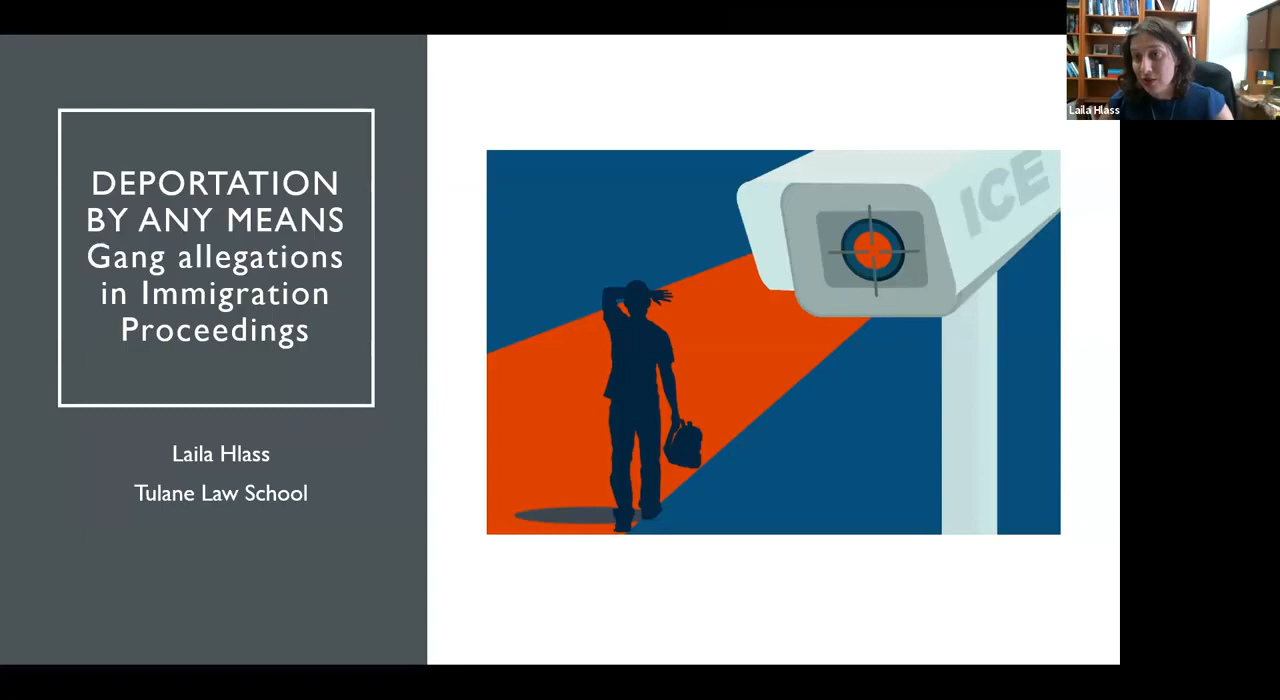 DEPORTATION
BY ANY MEANS
Gang allegations
in Immigration
Proceedings
Laila Hlass
Tulane Law School
ICE
Laila Hlass